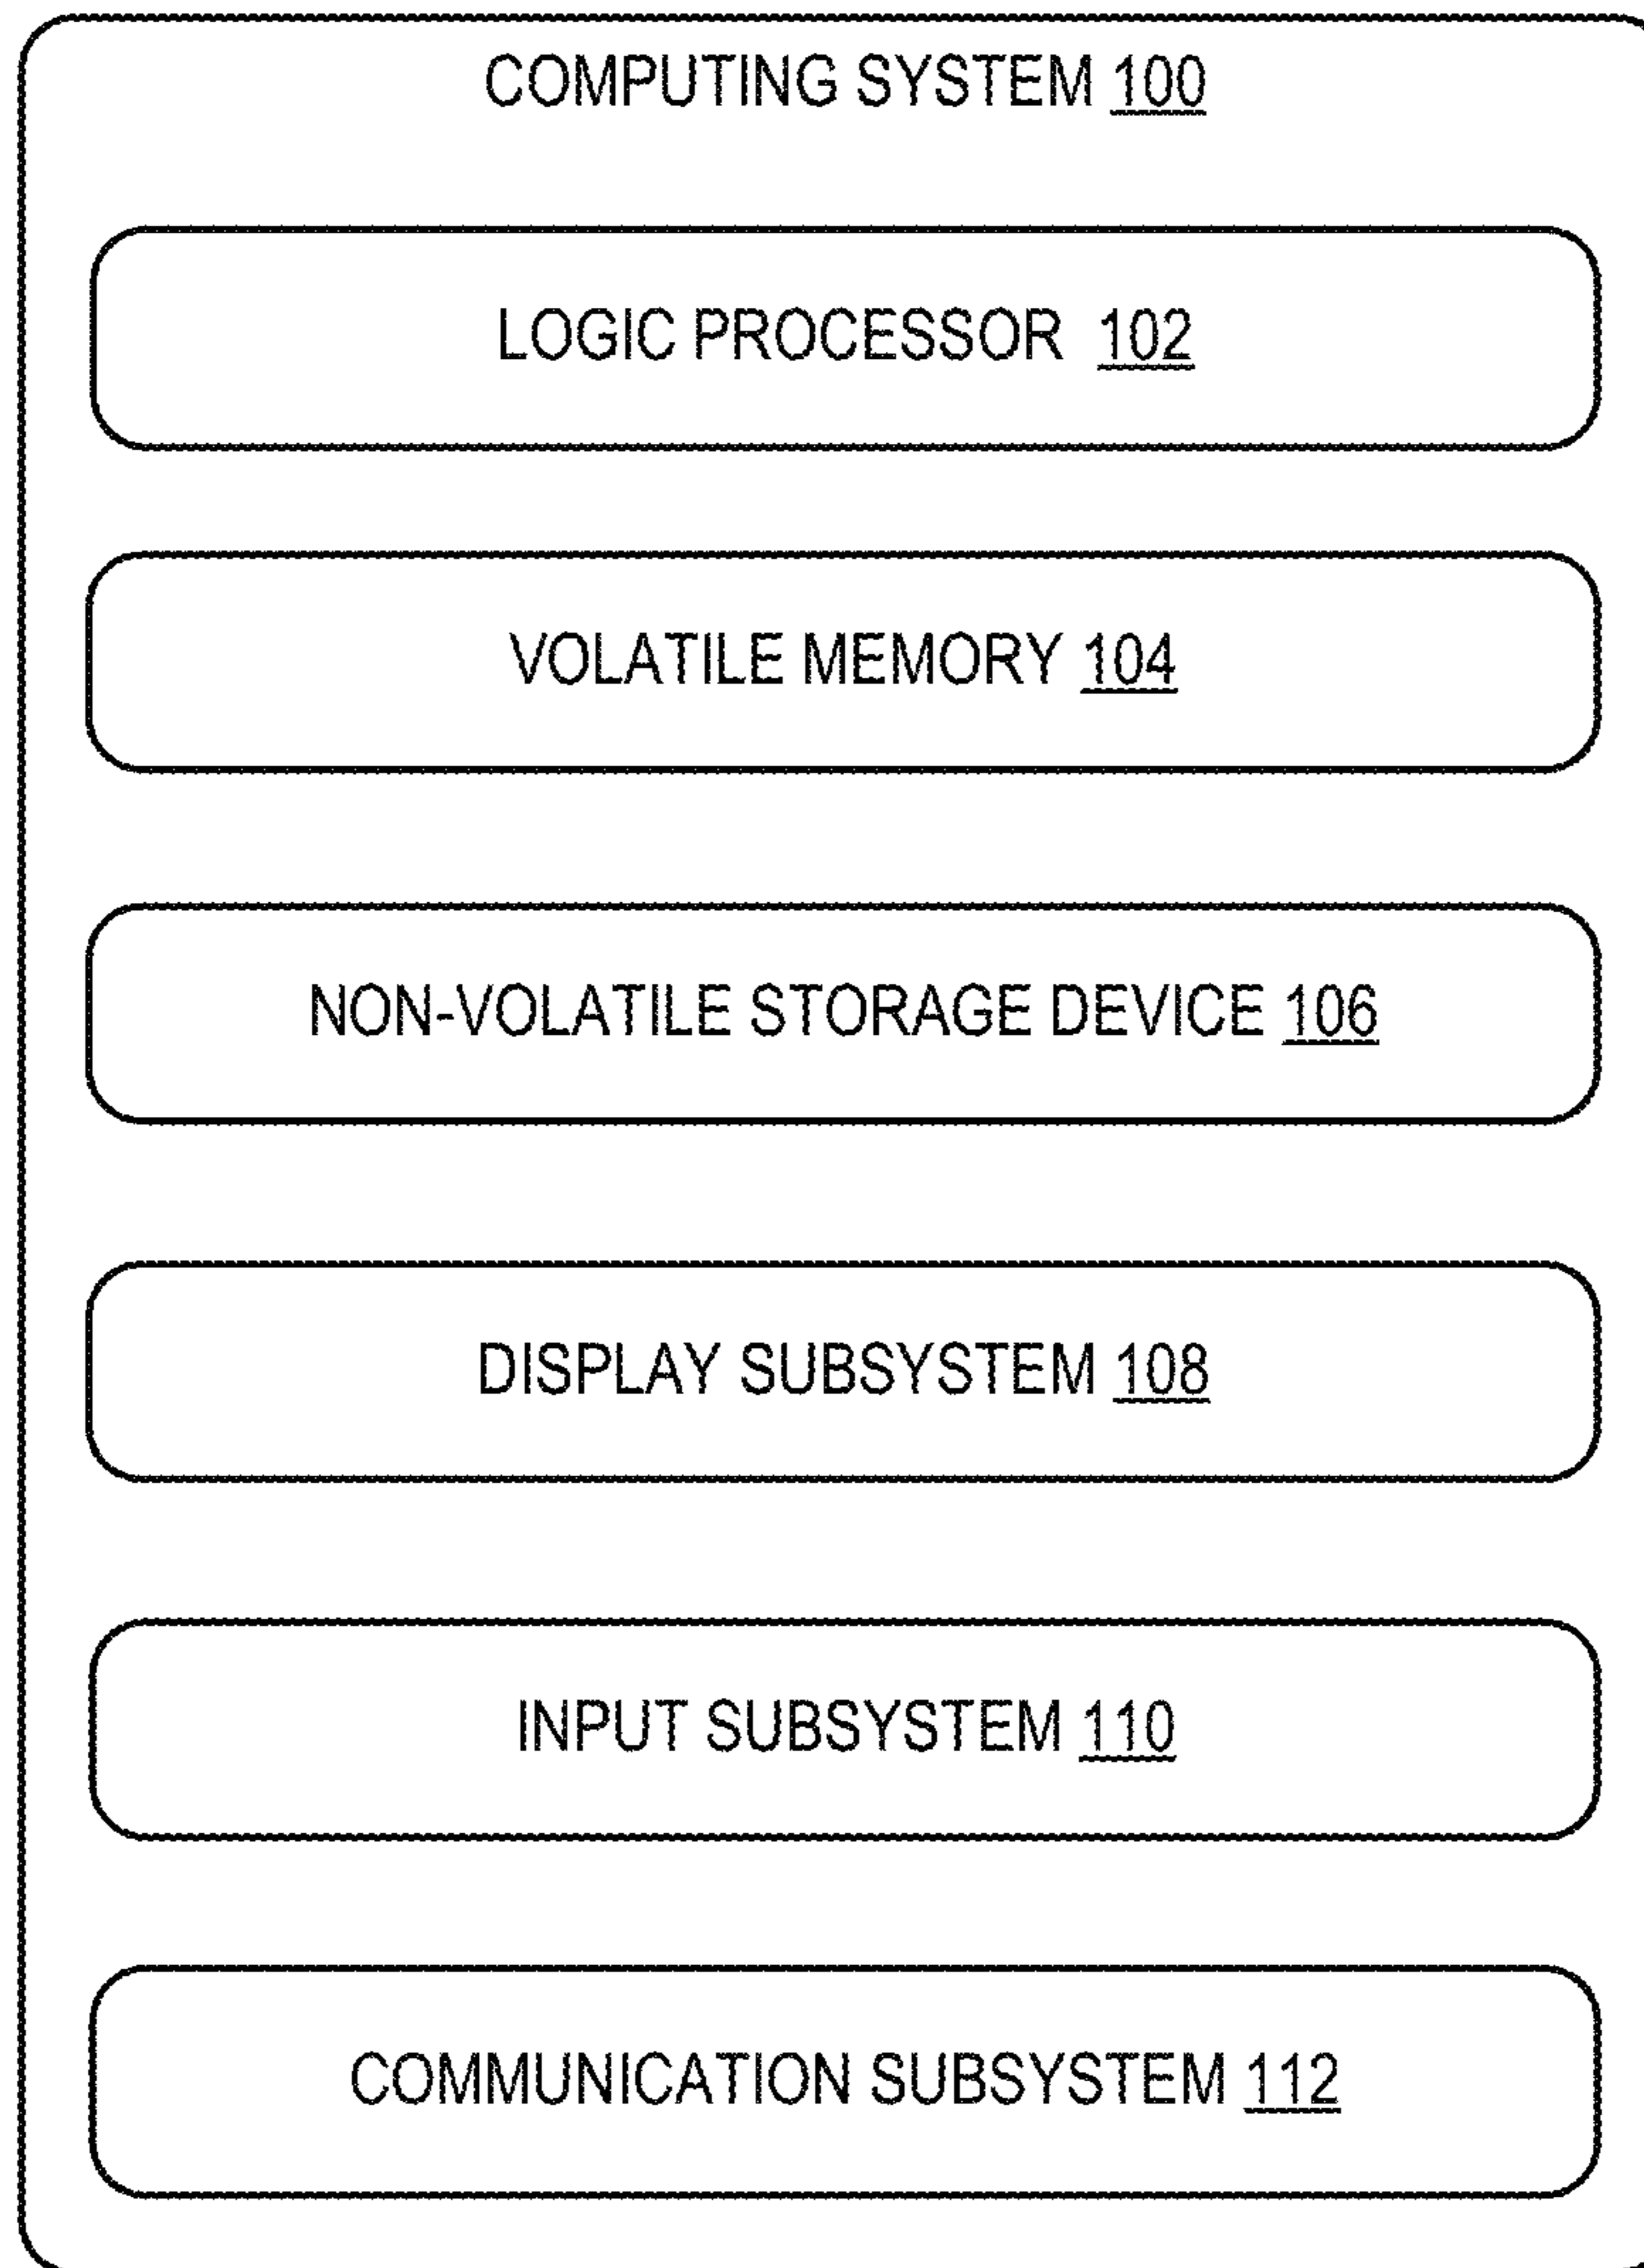 COMPUTING SYSTEM 100
LOGIC PROCESSOR 102
VOLATILE MEMORY 104
NON-VOLATILE STORAGE DEVICE 106
DISPLAY SUBSYSTEM 108
INPUT SUBSYSTEM 110
COMMUNICATION SUBSYSTEM 112